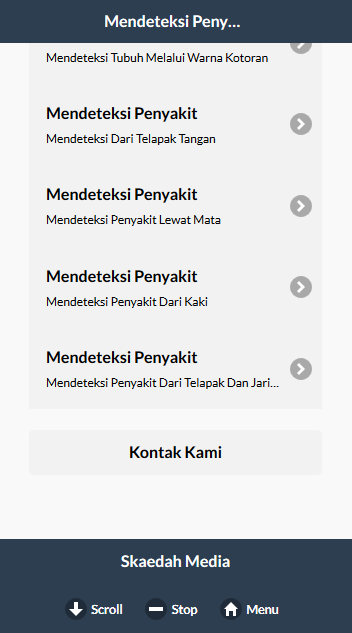 Mendeteksi Peny...
Mendeteksi Tubuh Melalui Warna Kotoran
Mendeteksi Penyakit
Mendeteksi Dari Telapak Tangan
Mendeteksi Penyakit
Mendeteksi Penyakit Lewat Mata
Mendeteksi Penyakit
Mendeteksi Penyakit Dari Kaki
Mendeteksi Penyakit
Mendeteksi Penyakit Dari Telapak Dan Jari...
Kontak Kami
Skaedah Media
Scroll Stop Menu